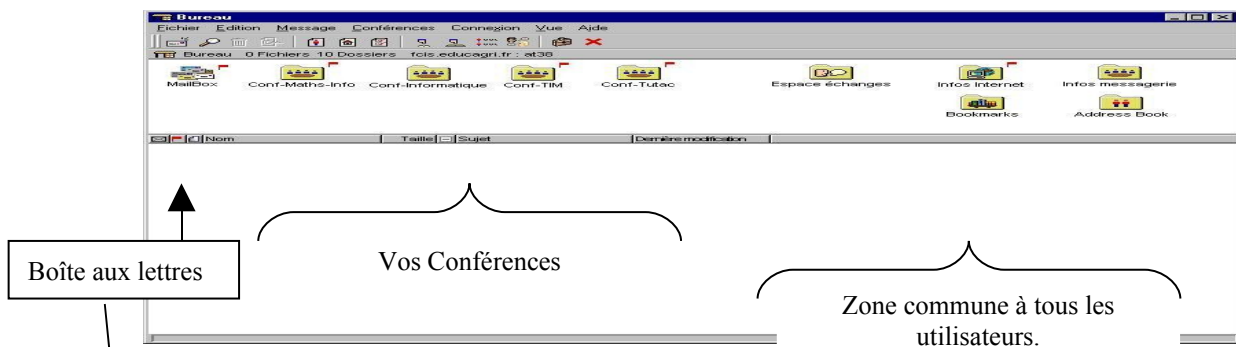 Bureau
Fichier Edition Message Conférences Connexion Vue Ajde
Bureau 0 Fichiers 10 Dossiers fcis.educagri.fr : at38
MailBox Conf-Maths-Info Conf-Informatique Conf-TIM Conf-Tutac Espace échanges Infos Internet Infos messagerie
Bookmarks Address Book
Nom Taille Sujet Dernière modification
Boîte aux lettres
Vos Conférences
Zone commune à tous les
utilisateurs.